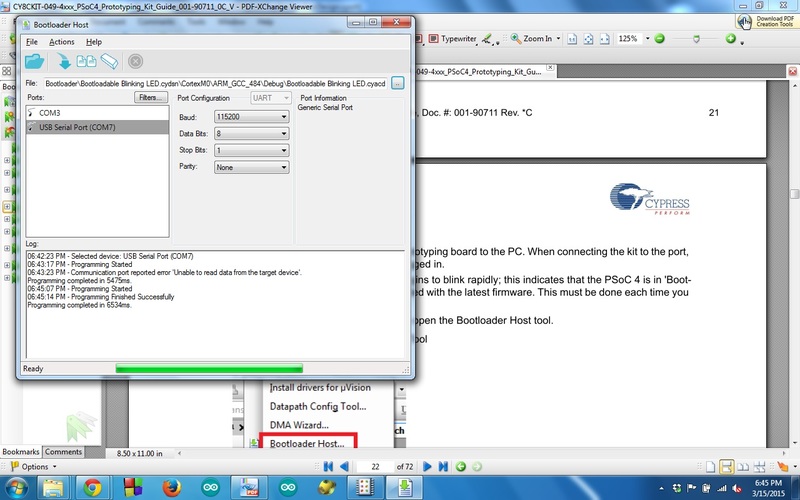 CY8CKIT-049-4xxx_PSoC4_Prototyping_Kit_Guide_001-90711_0C_V - PDF-XChange Viewer
Bootloader Host
File Actions Help
File: Bootloader\Bootloadable Blinking LED.cydsn\CortexM0\ARM_GCC_484\Debug\Bootloadable Blinking LED.cyacd ...
Ports: Filters...
COM3
USB Serial Port (COM7)
Port Configuration UART
Baud: 115200
Data Bits: 8
Stop Bits: 1
Parity: None
Port Information
Generic Serial Port
Log:
06:42:23 PM - Selected device: USB Serial Port (COM7)
06:43:17 PM - Programming Started
06:43:23 PM - Communication port reported error 'Unable to read data from the target device'.
Programming completed in 5475ms.
06:45:07 PM - Programming Started
06:45:14 PM - Programming Finished Successfully
Programming completed in 6534ms.
Ready
Download PDF
Creation Tools
Typewriter
Zoom In
125%
049-4xxx_PSoC4_Prototyping_Kit_Gu...
, Doc. #: 001-90711 Rev. *C 21
CYPRESS
PERFORM
otyping board to the PC. When connecting the kit to the port,
ged in.
ins to blink rapidly; this indicates that the PSoC 4 is in 'Boot-
ed with the latest firmware. This must be done each time you
open the Bootloader Host tool.
ool
Install drivers for µVision
Datapath Config Tool...
DMA Wizard...
Bootloader Host...
ch
Bookmarks Comments
8.50 x 11.00 in
Options
22 of 72
6:45 PM
3/15/2015